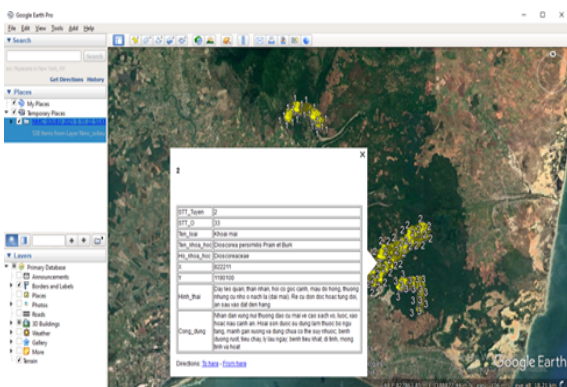 Google Earth Pro
File Edit View Tools Add Help
Search
Search
Get Directions History
Places
My Places
Temporary Places
Layers
Primary Database
Announcements
Borders and Labels
Places
Photos
Roads
3D Buildings
Weather
Gallery
More
Terrain
2
STT_Tuyen 2
STT_O 33
Ten_loai Khoai mai
Ten_khoa_hoc Dioscorea persimilis Prain et Burn
Ho_khoa_hoc Dioscoreaceae
X 822211
Y 1100100
Hinh_thai Cay leo quan, than nhan, hoi co goc canh, mau do hong, thuong
nhung cu nho o nach la (dai mai). Re cu don doc hoac tung doi,
an sau vao dat den hang
Cong_dung Nhan dan vung nui thuong dao cu mai ve cao sach vo, luoc, xao
hoac nau canh an. Hoai son duoc su dung lam thuoc bo ngu
tang, manh gan xuong va dung chua co the suy nhuoc; benh
duong ruot, tieu chay, ly lau ngay; benh tieu khat, di tinh, mong
tinh va hoat
Directions: To here - From here
Google Earth